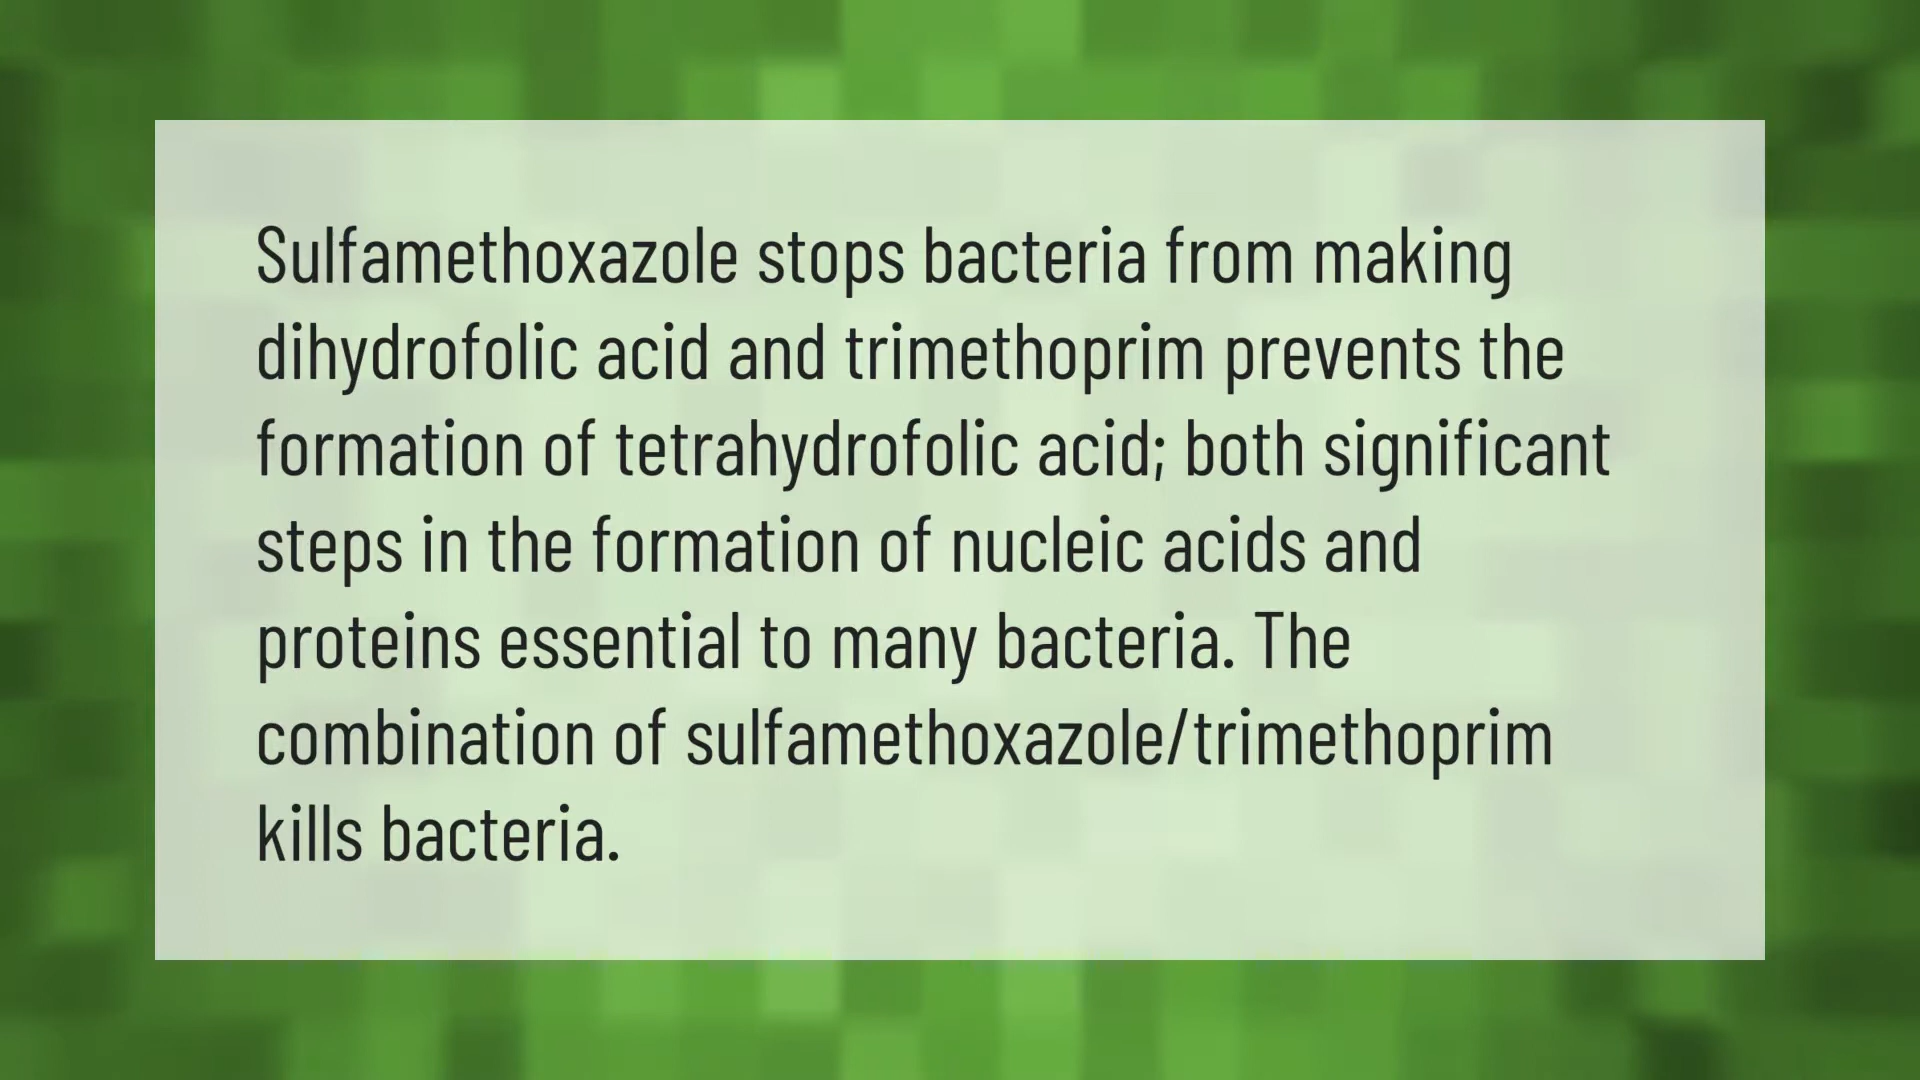 Sulfamethoxazole stops bacteria from making
dihydrofolic acid and trimethoprim prevents the
formation of tetrahydrofolic acid; both significant
steps in the formation of nucleic acids and
proteins essential to many bacteria. The
combination of sulfamethoxazole/trimethoprim
kills bacteria.